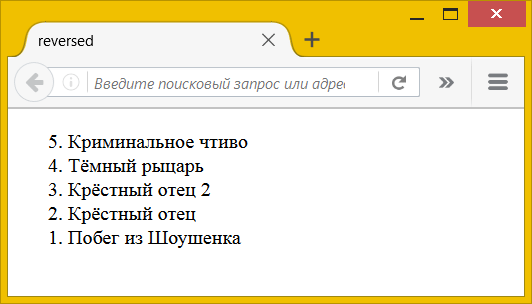 reversed
Введите поисковый запрос или адрес
5. Криминальное чтиво
4. Тёмный рыцарь
3. Крёстный отец 2
2. Крёстный отец
1. Побег из Шоушенка